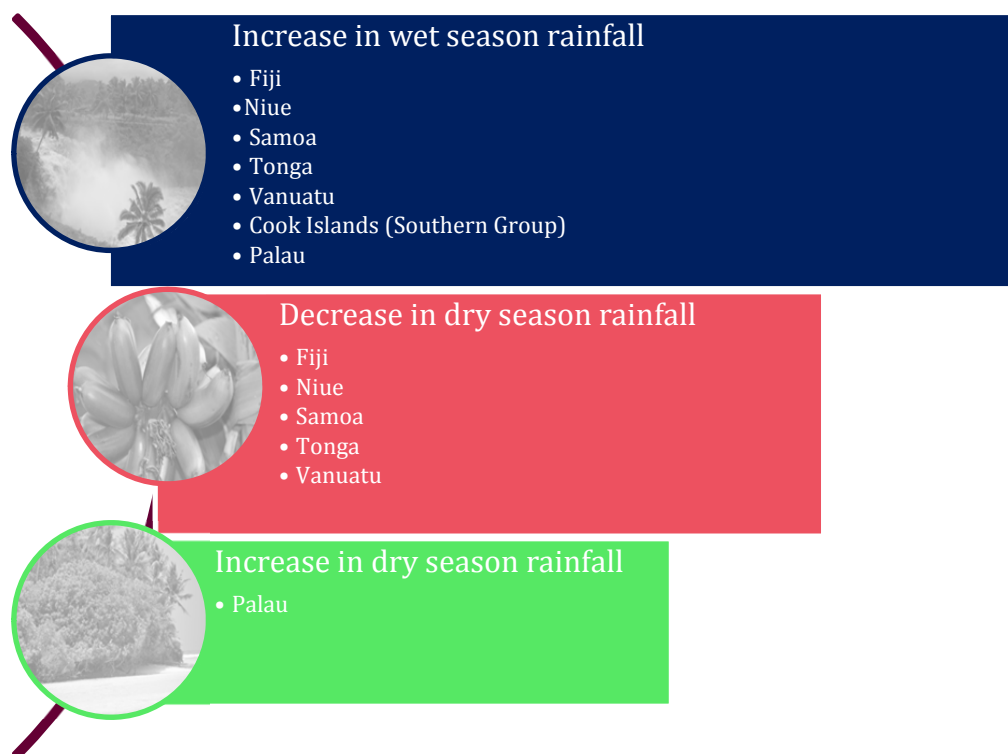 Increase in wet season rainfall
• Fiji
•Niue
• Samoa
• Tonga
• Vanuatu
• Cook Islands (Southern Group)
• Palau
Decrease in dry season rainfall
• Fiji
• Niue
• Samoa
• Tonga
• Vanuatu
Increase in dry season rainfall
• Palau